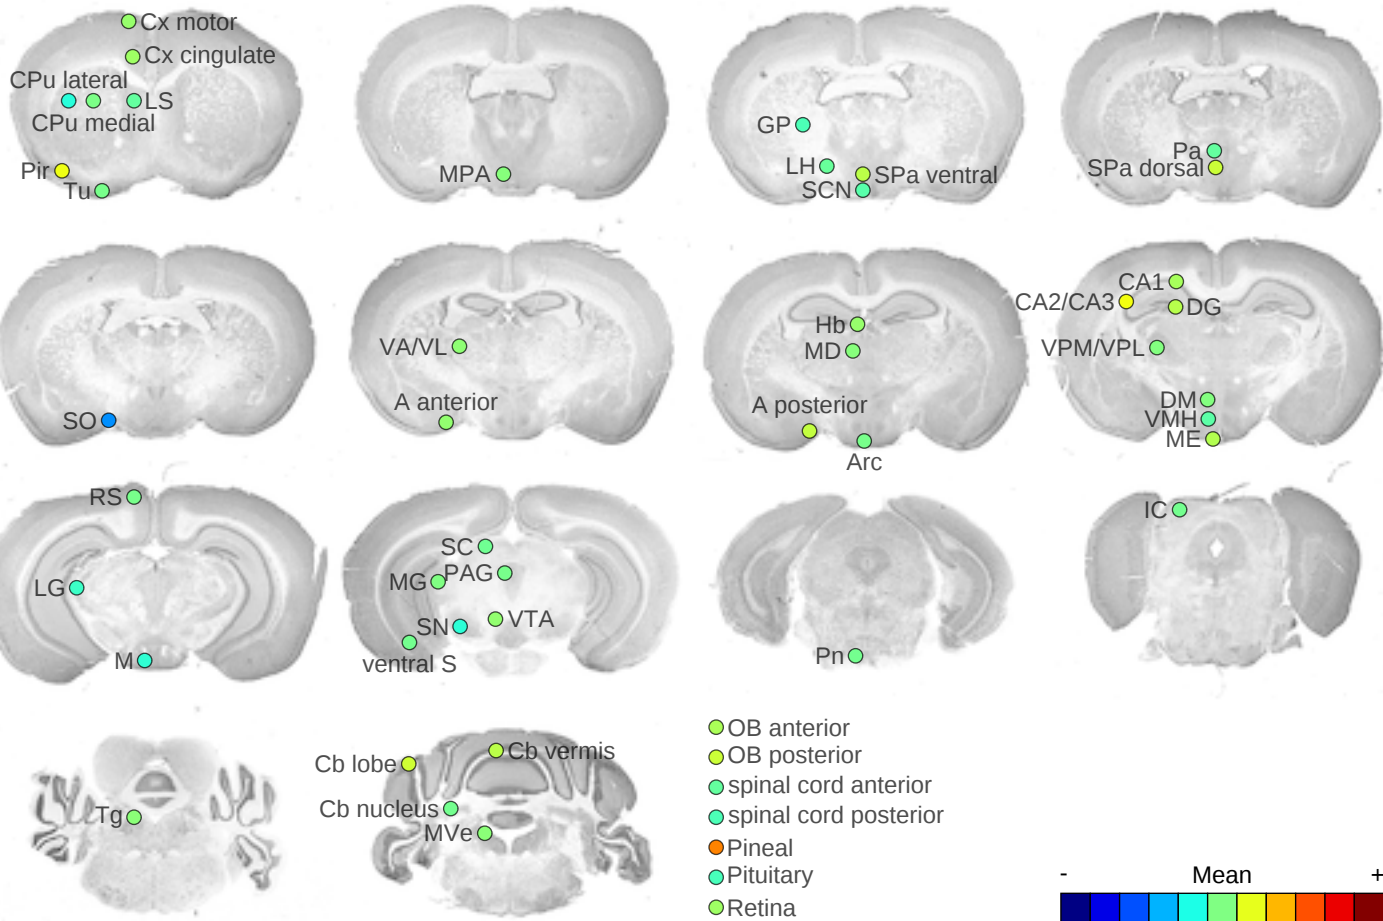 Cx motor
Cx cingulate
CPu lateral
LS
CPu medial
Pir
Tu
MPA
GP
LH
SPa ventral
SCN
Pa
SPa dorsal
SO
VA/VL
A anterior
Hb
MD
A posterior
Arc
CA1
CA2/CA3
DG
VPM/VPL
DM
VMH
ME
RS
LG
M
SC
MG
PAG
SN
VTA
ventral S
Pn
IC
Tg
Cb lobe
Cb vermis
Cb nucleus
MVe
OB anterior
OB posterior
spinal cord anterior
spinal cord posterior
Pineal
Pituitary
Retina
- Mean +